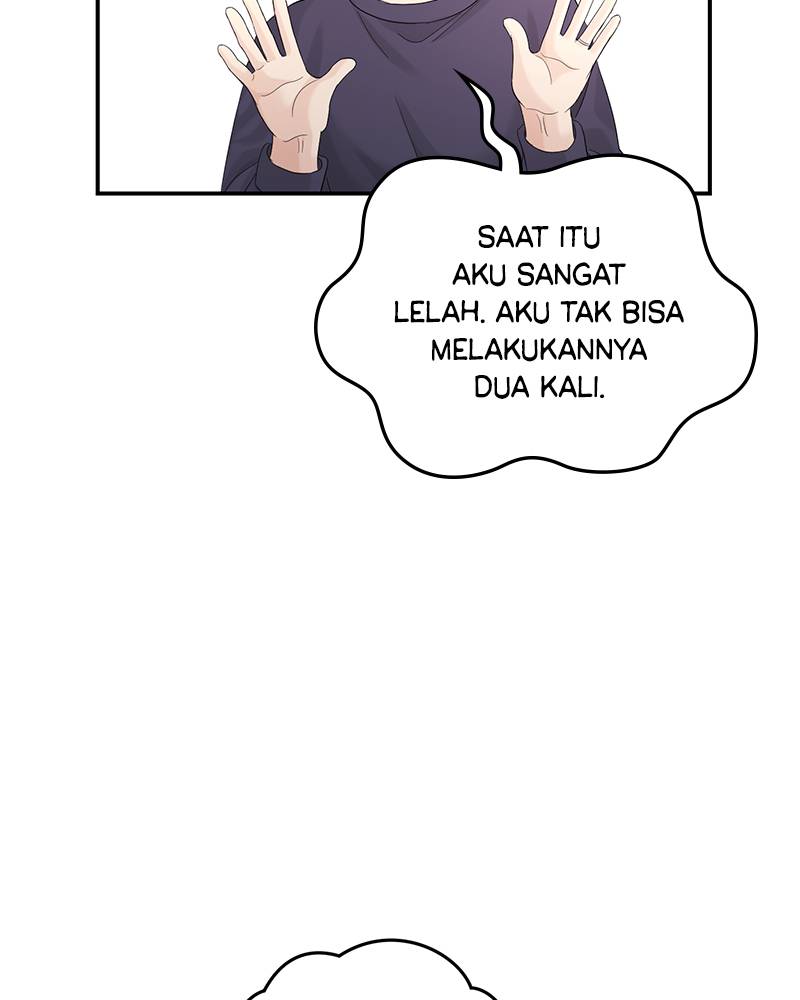 SAAT ITU
AKU SANGAT
LELAH. AKU TAK BISA
MELAKUKANNYA
DUA KALI.